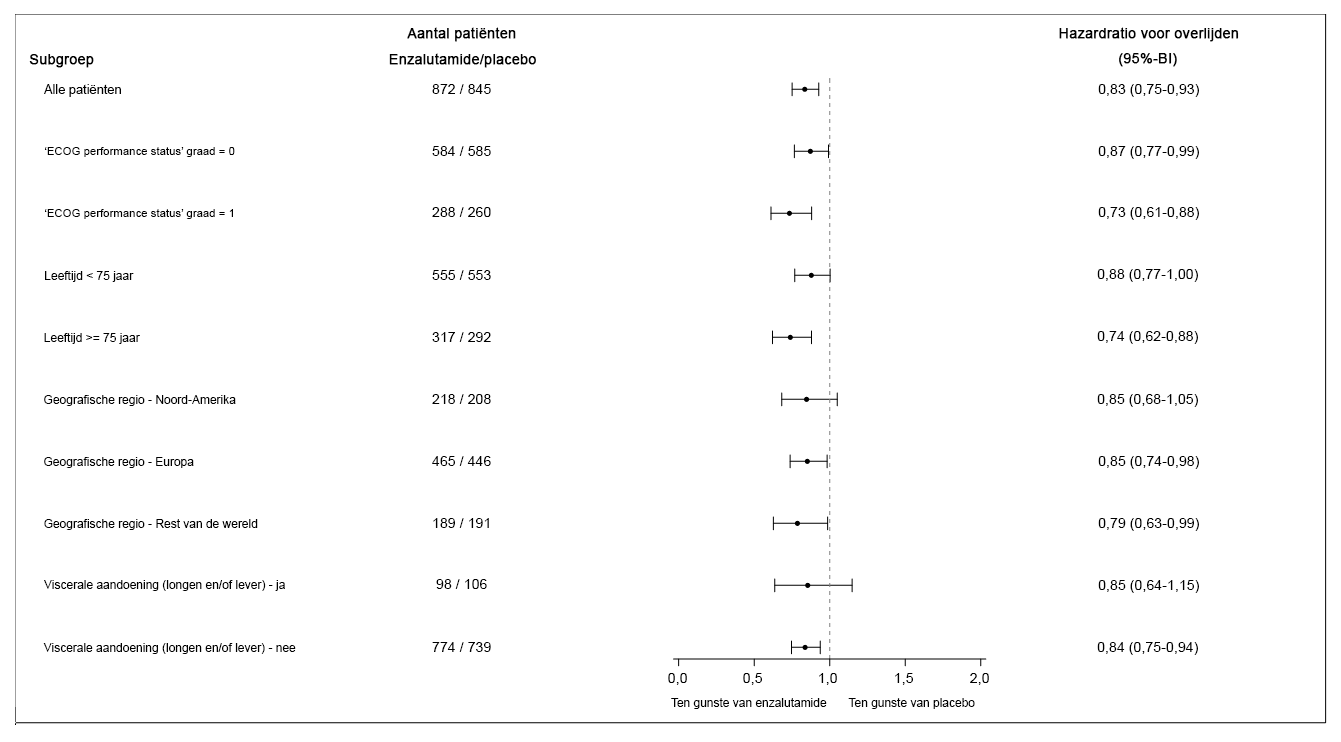 Aantal patiënten
Hazardratio voor overlijden
Subgroep
Enzalutamide/placebo
(95%-BI)
Alle patiënten 872 / 845 0,83 (0,75-0,93)
‘ECOG performance status’ graad = 0 584 / 585 0,87 (0,77-0,99)
‘ECOG performance status’ graad = 1 288 / 260 0,73 (0,61-0,88)
Leeftijd < 75 jaar 555 / 553 0,88 (0,77-1,00)
Leeftijd >= 75 jaar 317 / 292 0,74 (0,62-0,88)
Geografische regio - Noord-Amerika 218 / 208 0,85 (0,68-1,05)
Geografische regio - Europa 465 / 446 0,85 (0,74-0,98)
Geografische regio - Rest van de wereld 189 / 191 0,79 (0,63-0,99)
Viscerale aandoening (longen en/of lever) - ja 98 / 106 0,85 (0,64-1,15)
Viscerale aandoening (longen en/of lever) - nee 774 / 739 0,84 (0,75-0,94)
0,0 0,5 1,0 1,5 2,0
Ten gunste van enzalutamide Ten gunste van placebo